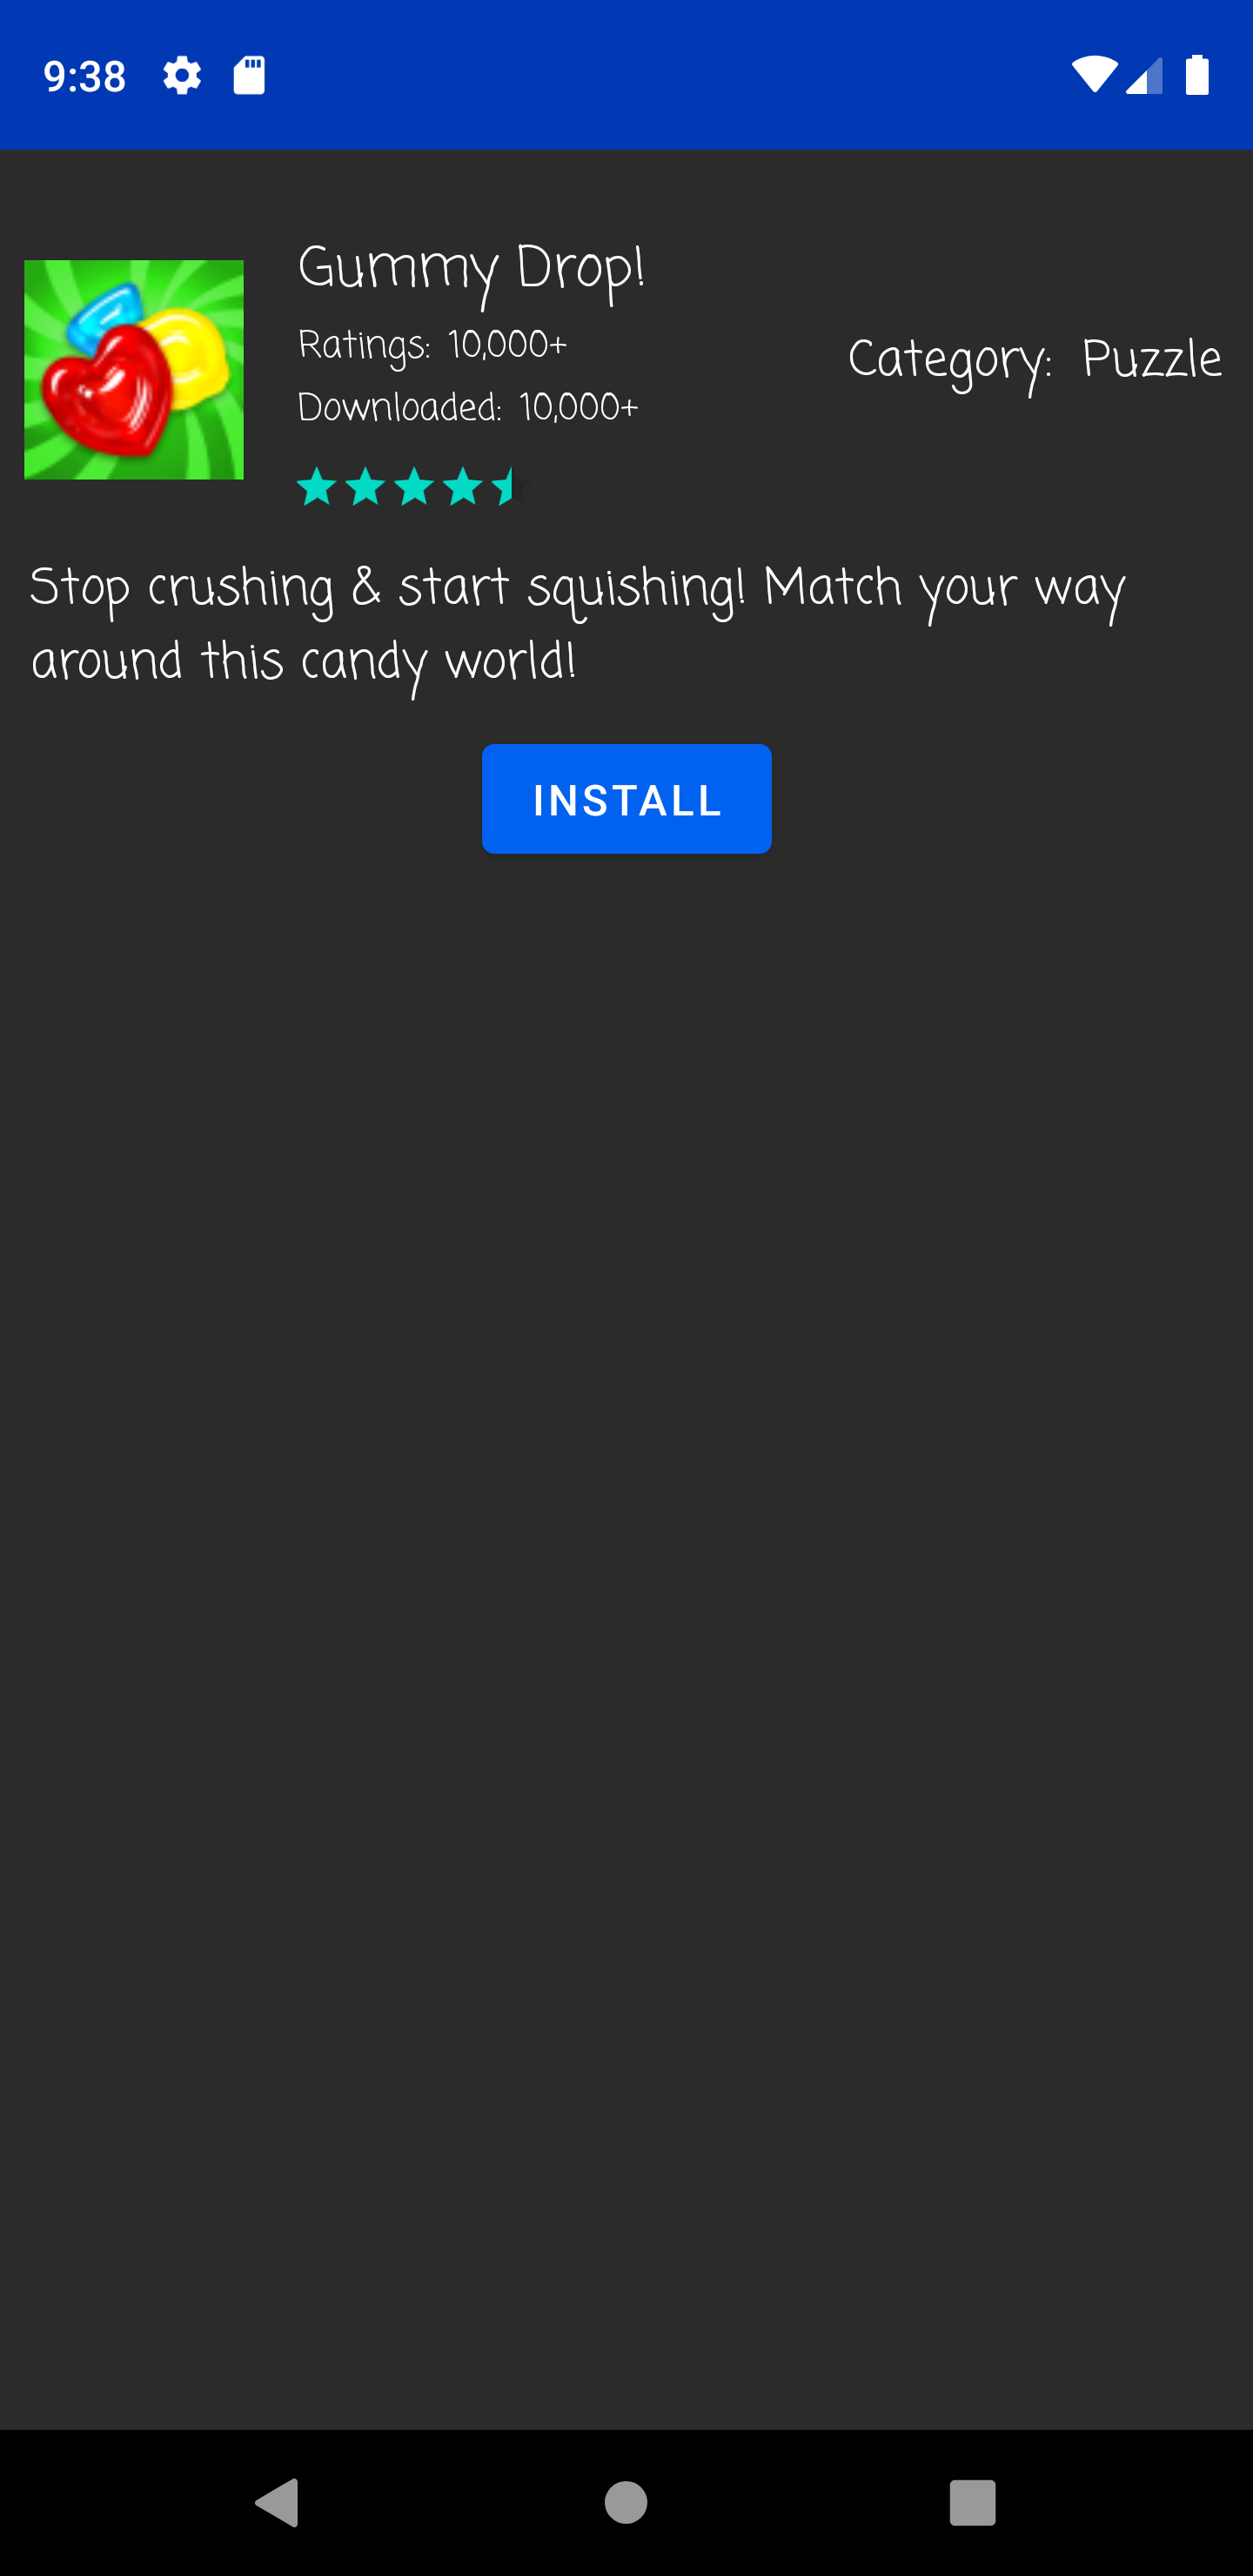 9:38
Gummy Drop!
Ratings: 10,000+
Downloaded: 10,000+
Category: Puzzle
Stop crushing & start squishing! Match your way
around this candy world!
INSTALL